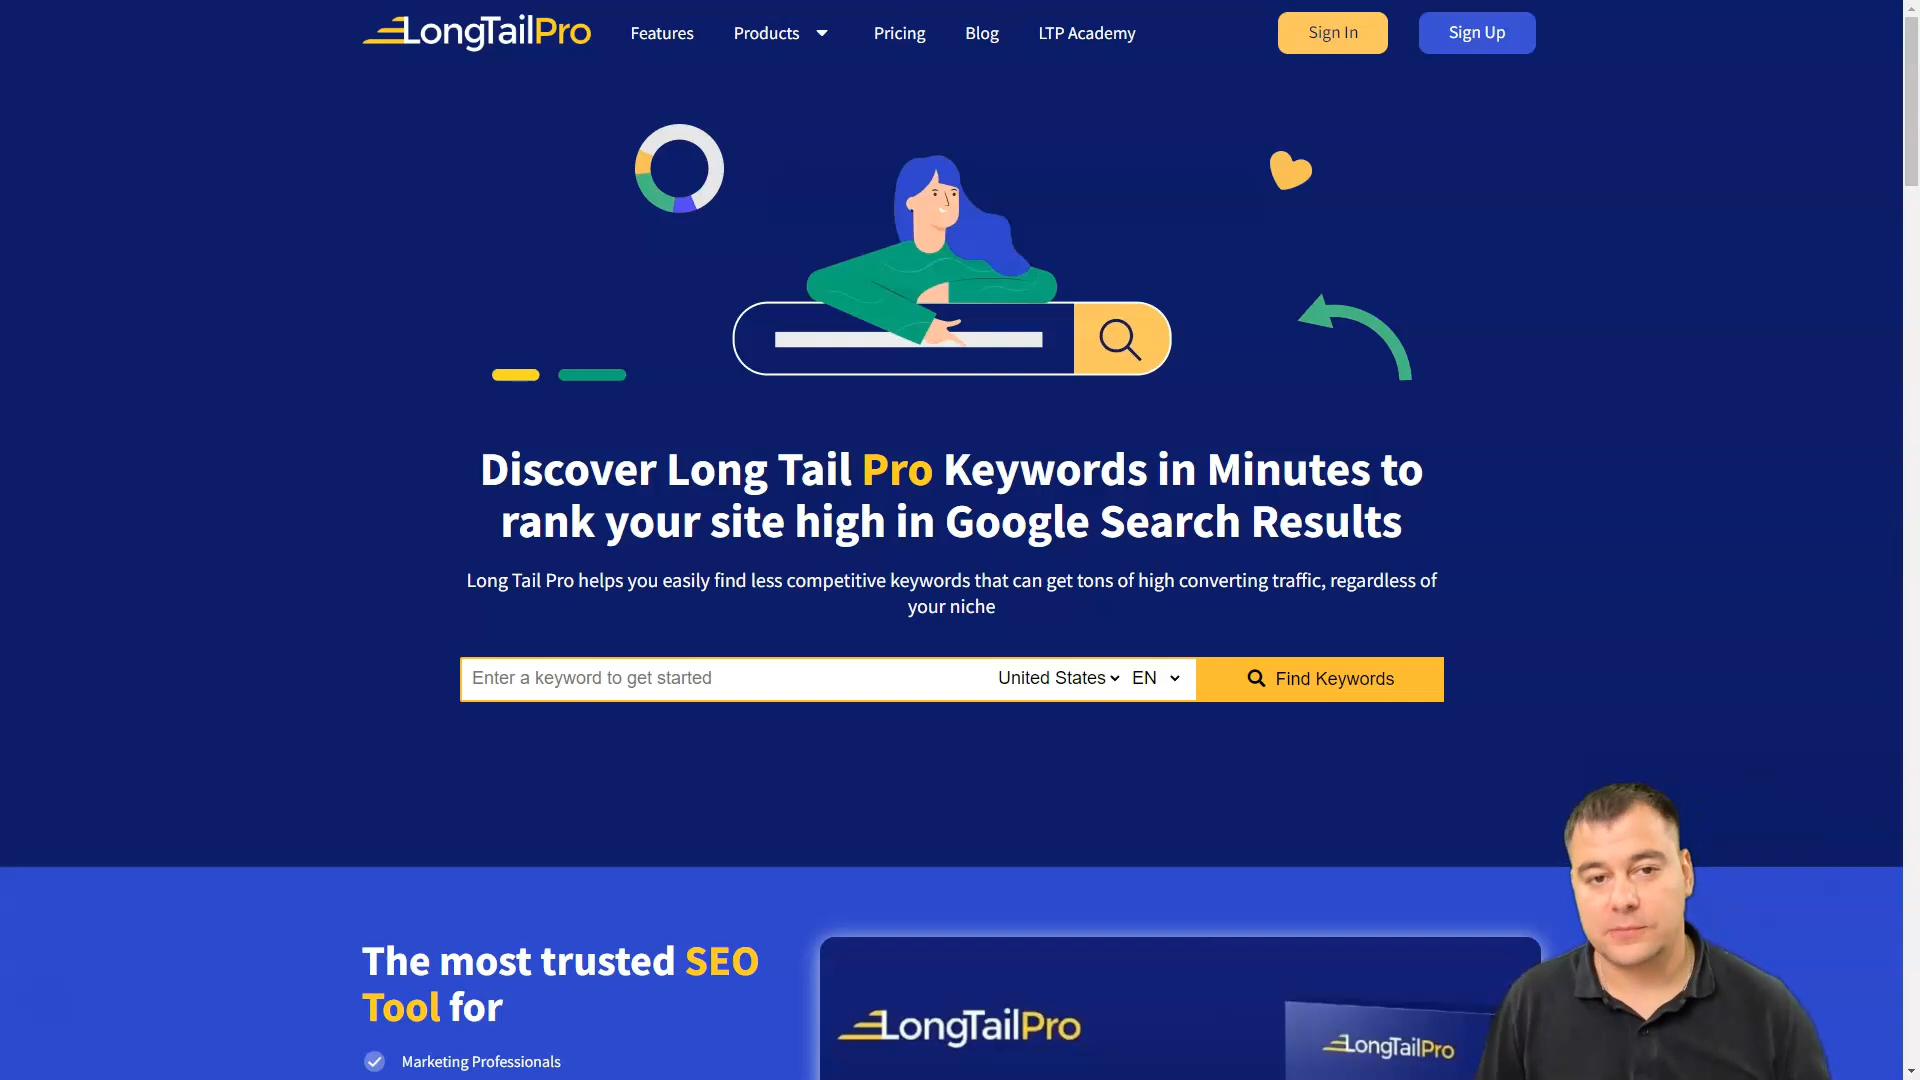 LongTailPro
Features
Products
Pricing
Blog
LTP Academy
Sign In
Sign Up
Discover Long Tail Pro Keywords in Minutes to
rank your site high in Google Search Results
Long Tail Pro helps you easily find less competitive keywords that can get tons of high converting traffic, regardless of
your niche
Enter a keyword to get started
United States
EN
Find Keywords
The most trusted SEO
Tool for
Marketing Professionals
LongTailPro
LongTailPro